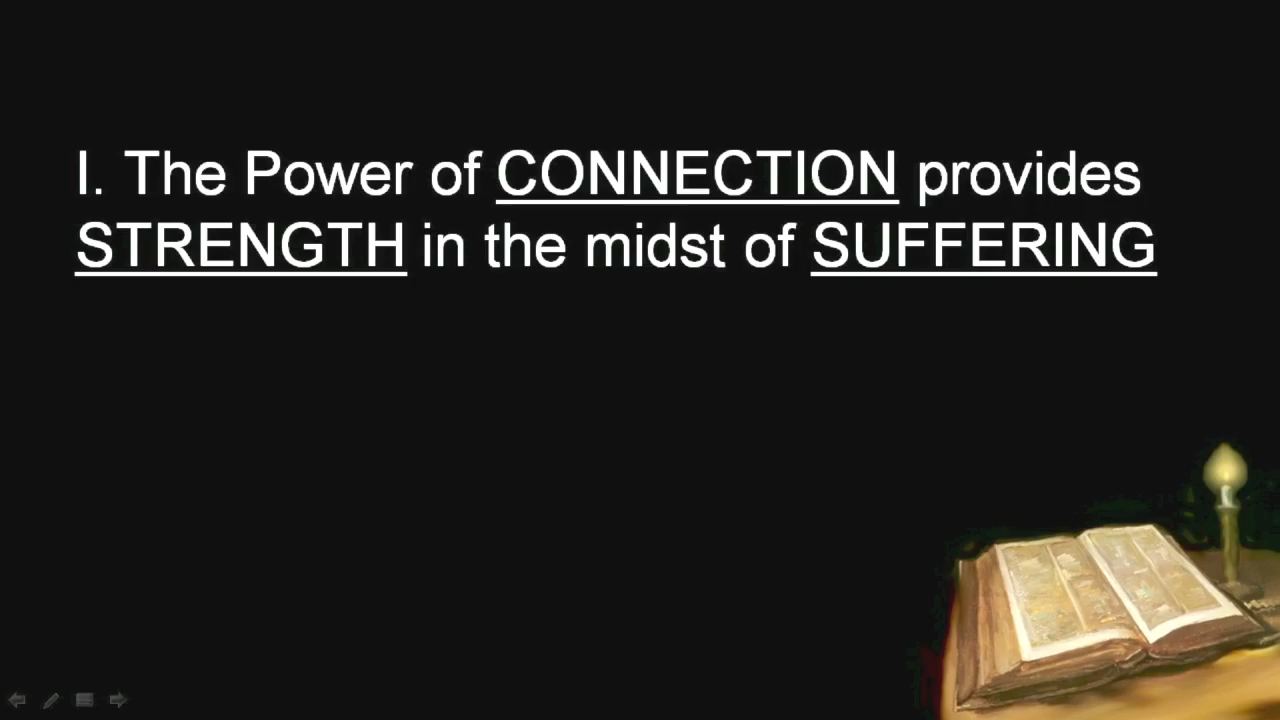 I. The Power of CONNECTION provides
STRENGTH in the midst of SUFFERING